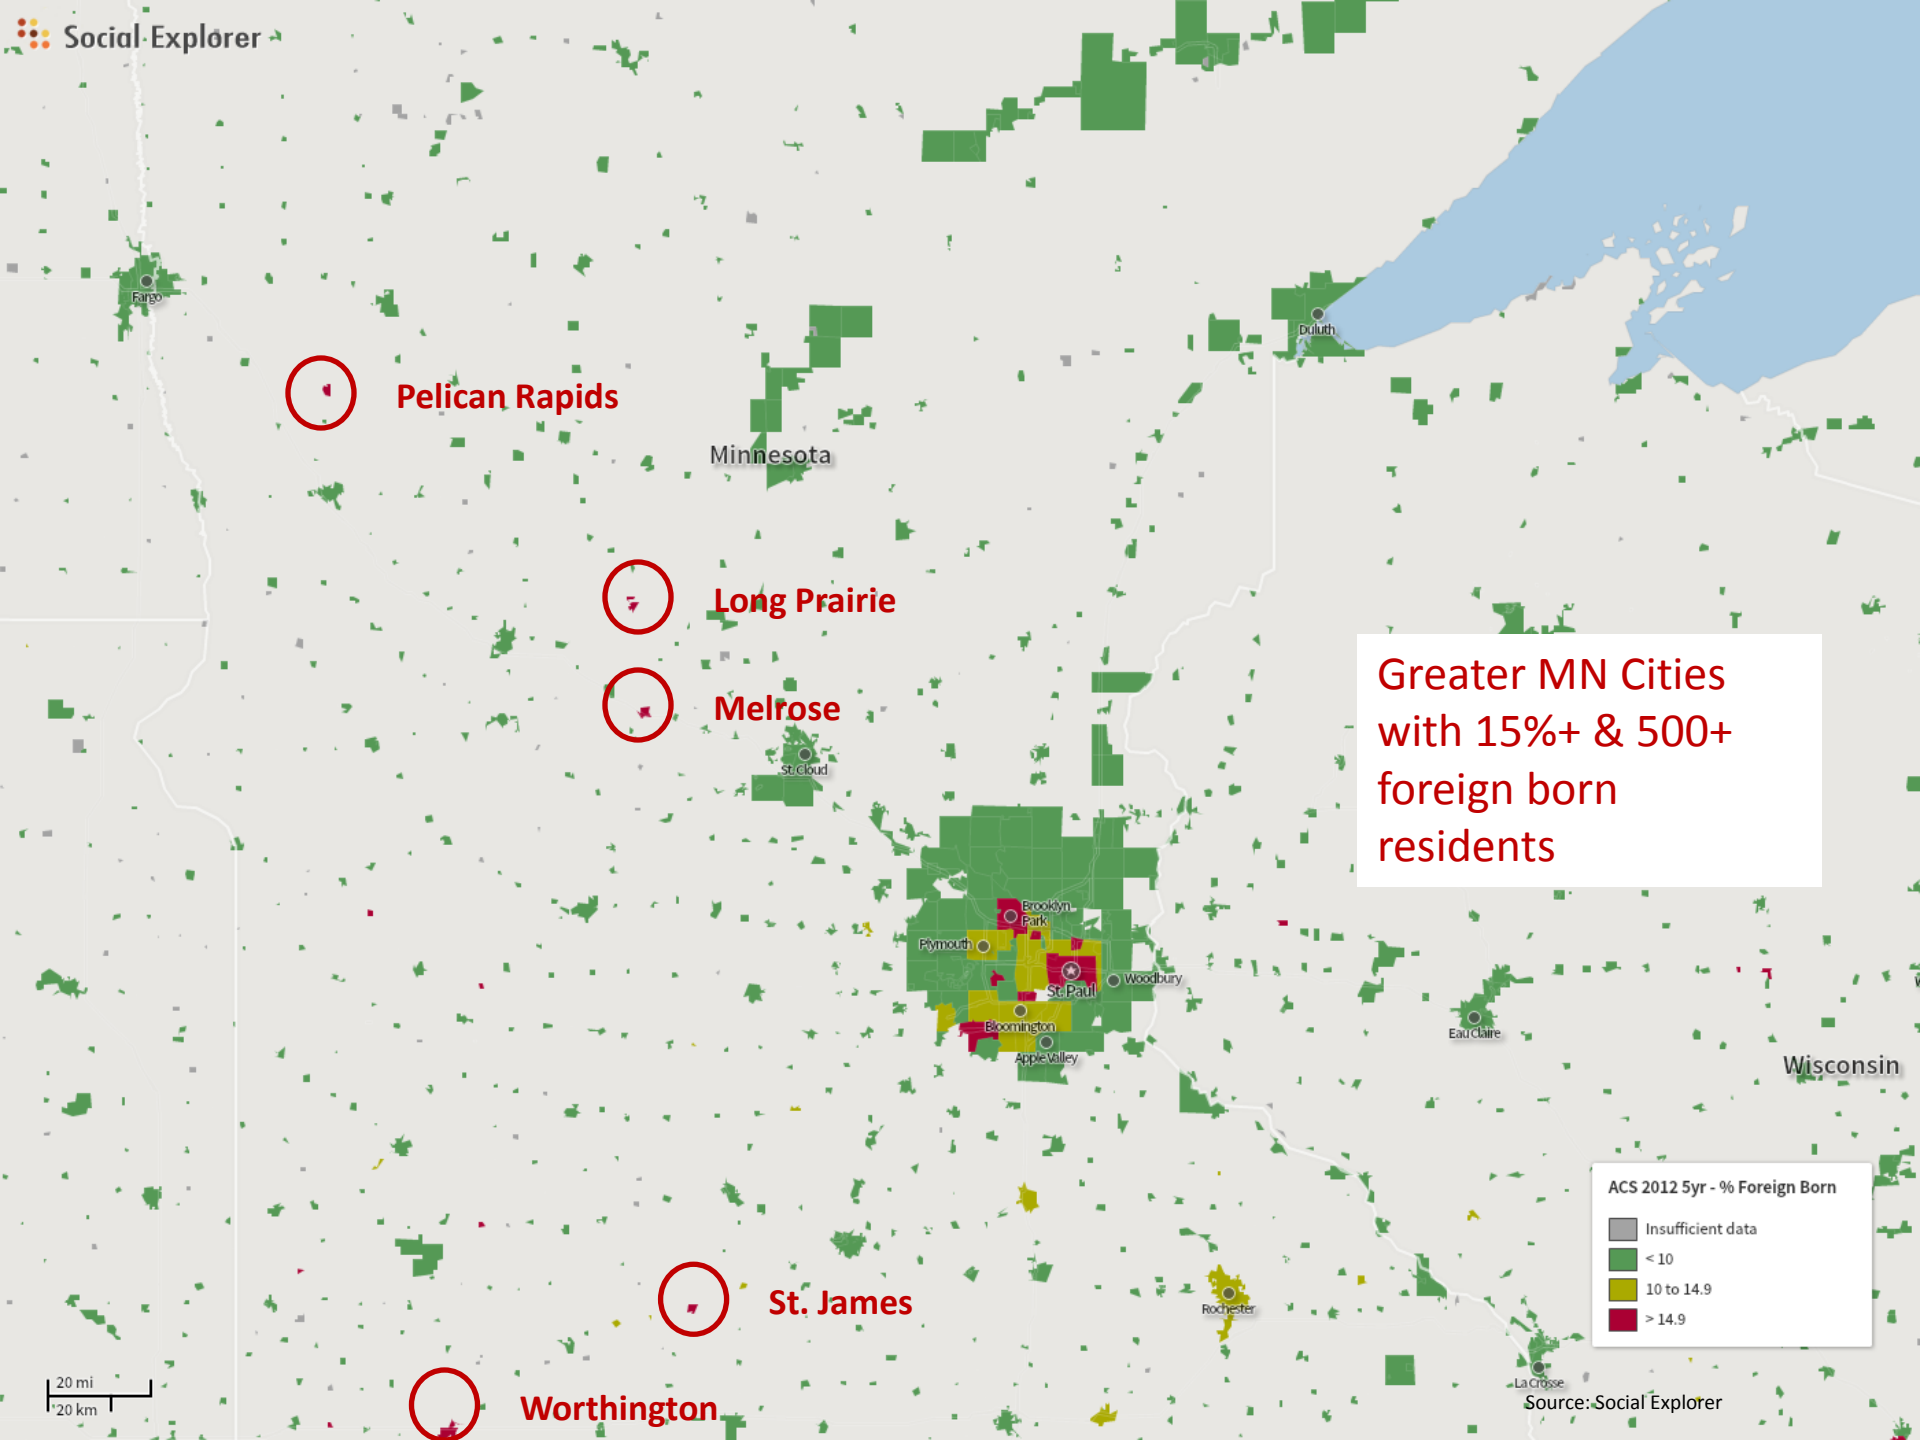 Social Explorer
Fargo
Duluth
Pelican Rapids
Minnesota
Long Prairie
Melrose
St. Cloud
Greater MN Cities
with 15%+ & 500+
foreign born
residents
Brooklyn
Park
Plymouth
Woodbury
St. Paul
Bloomington
Apple Valley
Eau Claire
Wisconsin
ACS 2012 5yr - % Foreign Born
Insufficient data
< 10
10 to 14.9
> 14.9
St. James
Rochester
La Crosse
20 mi
20 km
Worthington
Source: Social Explorer